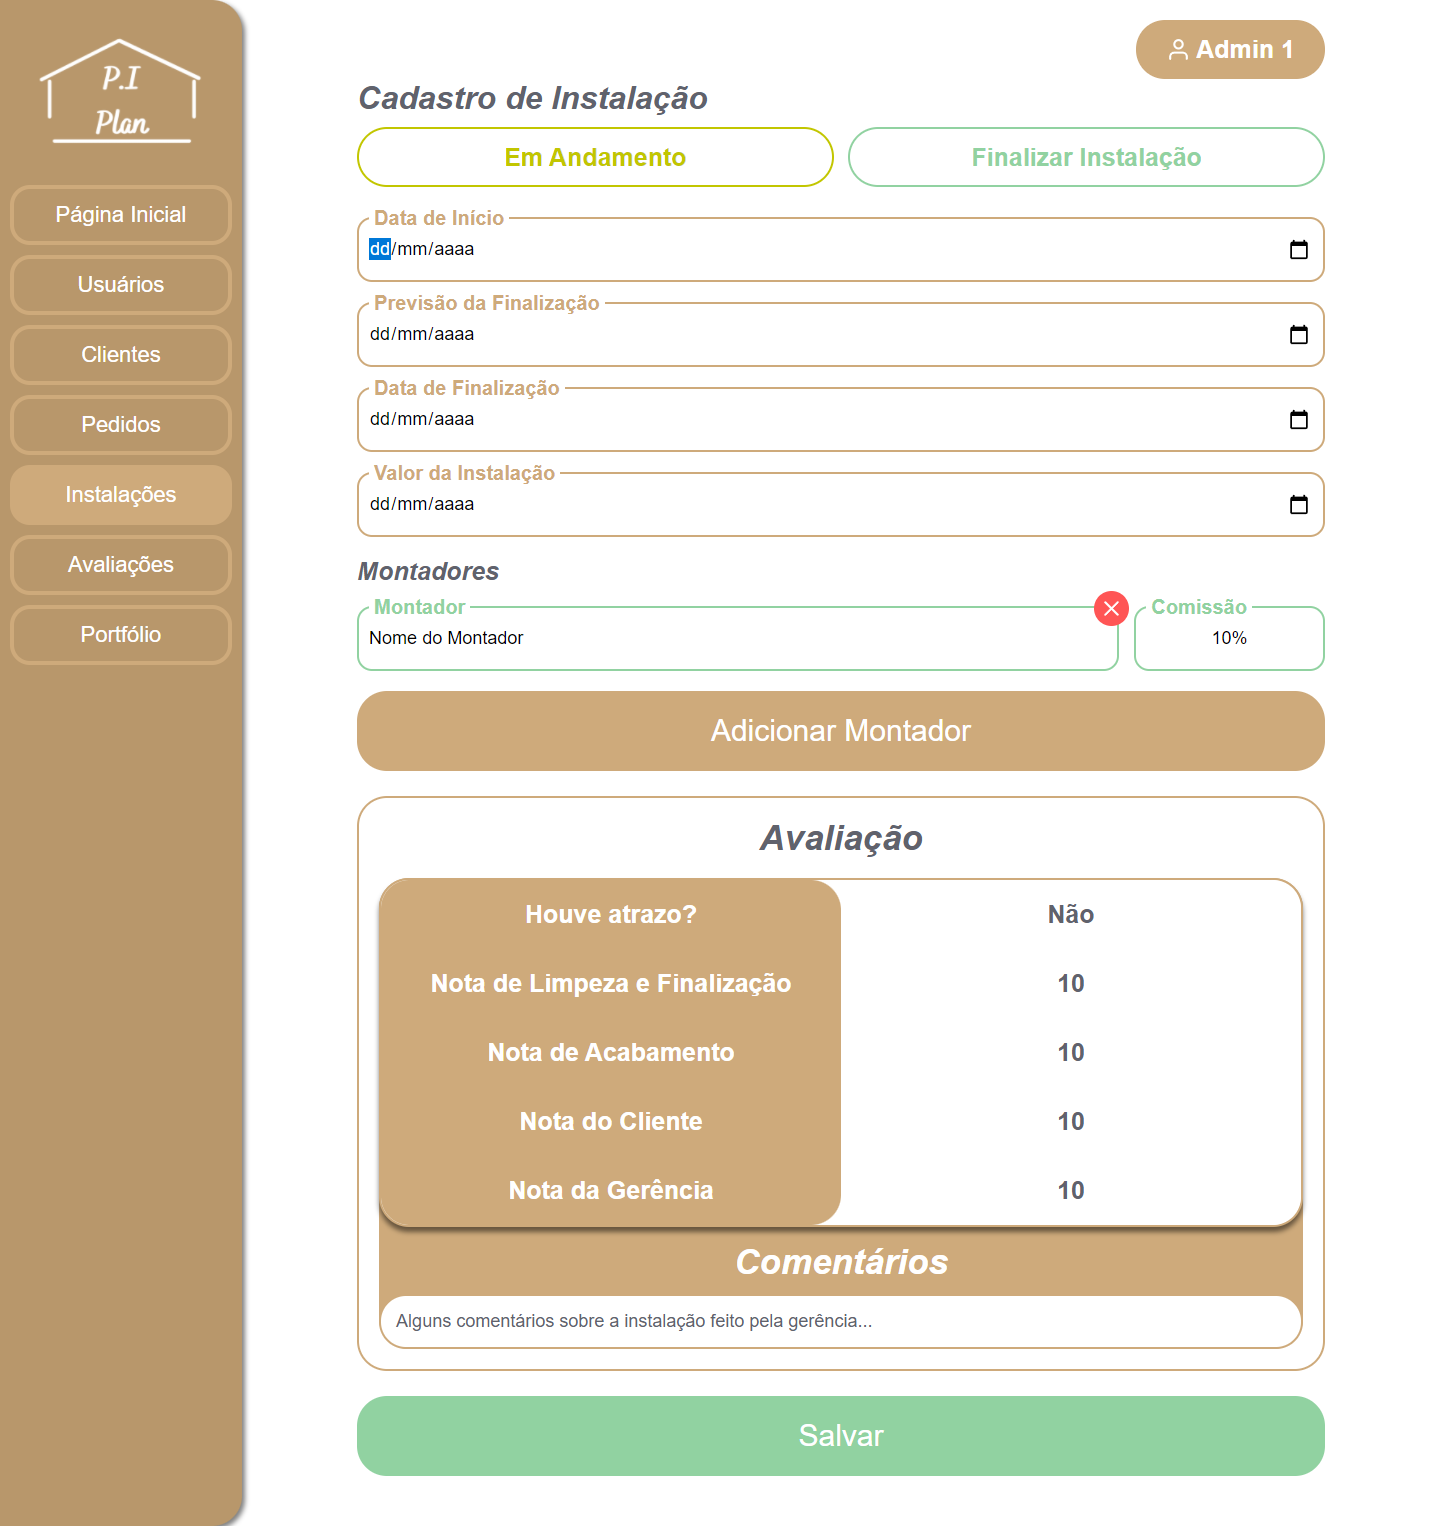 P.I
Plan
Página Inicial
Usuários
Clientes
Pedidos
Instalações
Avaliações
Portfólio
Admin 1
Cadastro de Instalação
Em Andamento
Finalizar Instalação
Data de Início
dd/mm/aaaa
Previsão da Finalização
dd/mm/aaaa
Data de Finalização
dd/mm/aaaa
Valor da Instalação
dd/mm/aaaa
Montadores
Montador
Nome do Montador
Comissão
10%
Adicionar Montador
Avaliação
Houve atrazo? Não
Nota de Limpeza e Finalização 10
Nota de Acabamento 10
Nota do Cliente 10
Nota da Gerência 10
Comentários
Alguns comentários sobre a instalação feito pela gerência...
Salvar